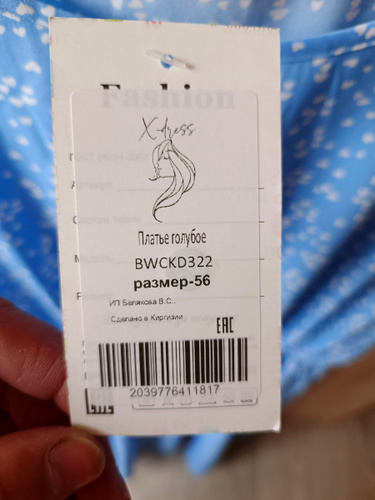 Fashion
X-dress
Платье голубое
BWCKD322
размер-56
ИП Белякова В.С..
Сделано в Киргизии
EAC
2039776411817